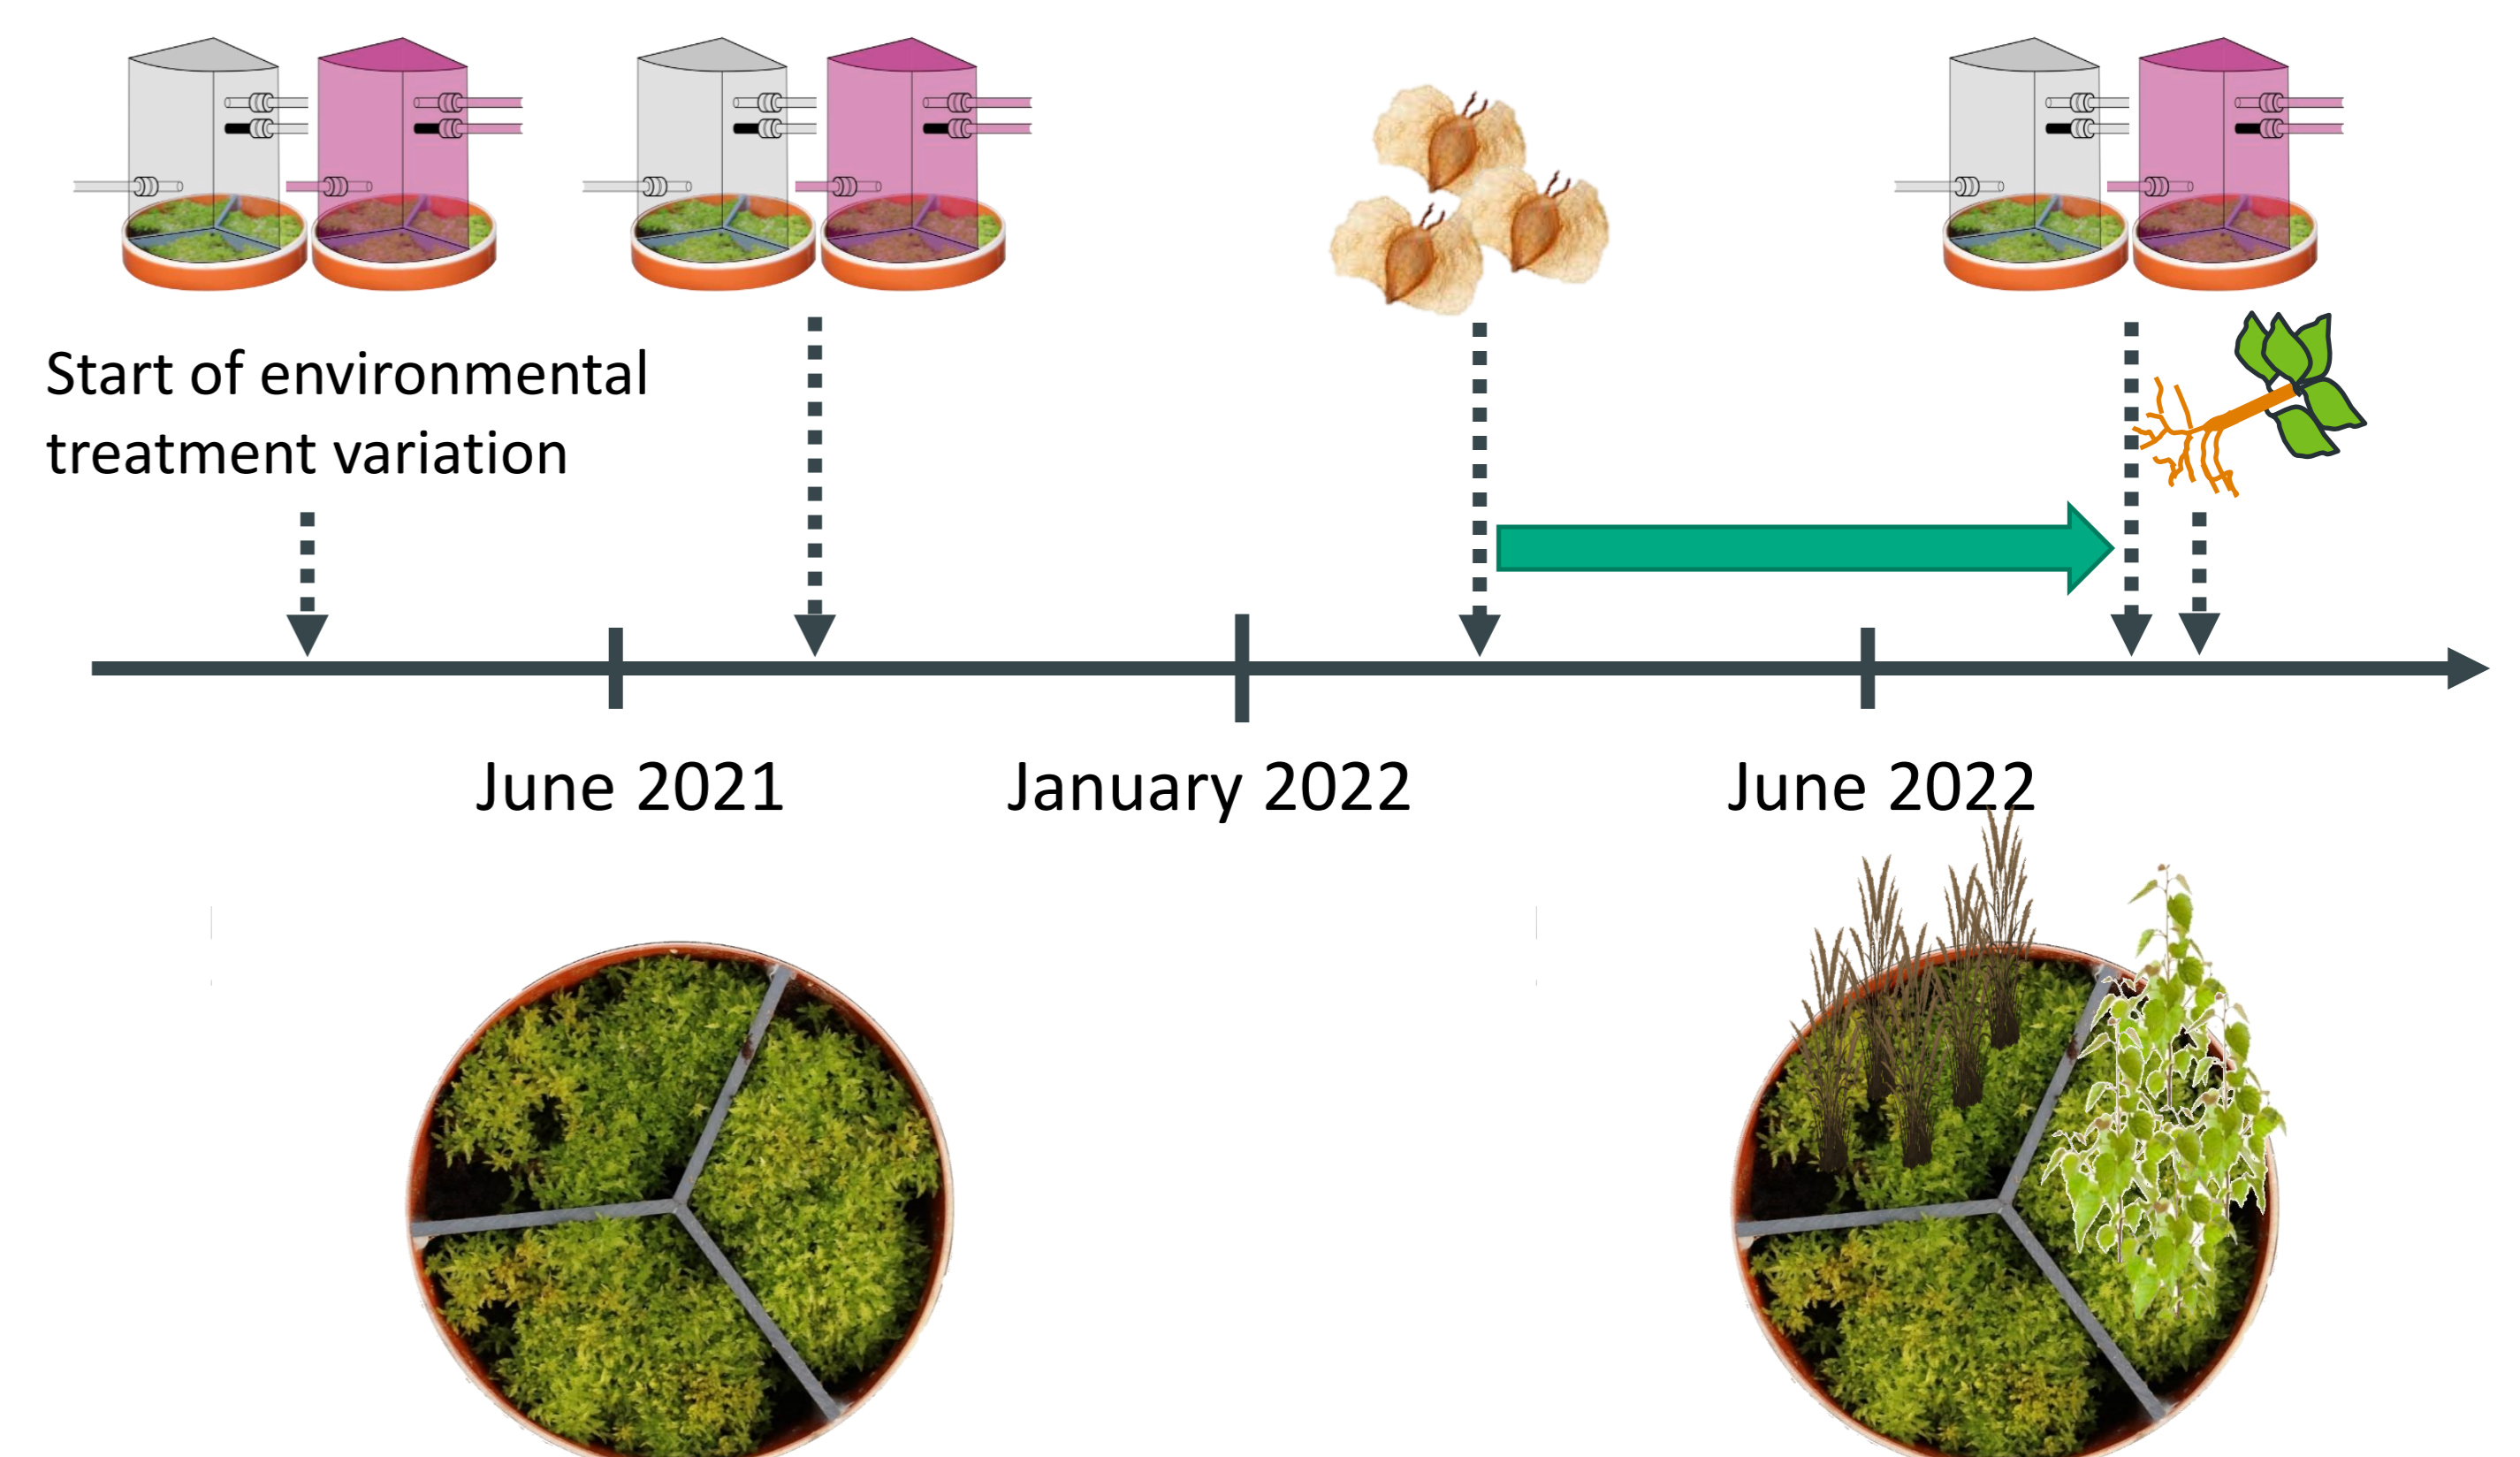 Start of environmental
treatment variation
June 2021
January 2022
June 2022